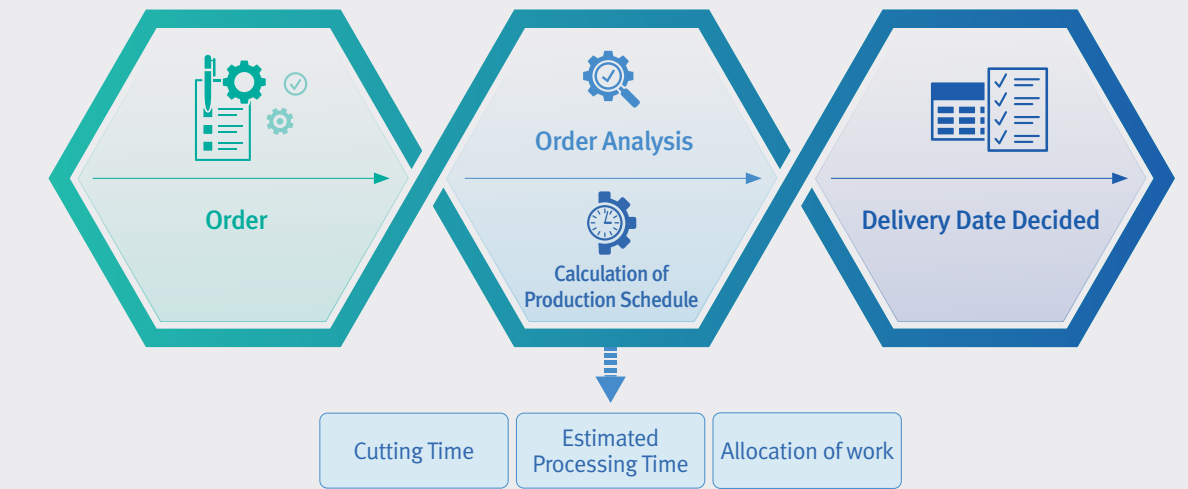 Order
Order Analysis
Calculation of
Production Schedule
Delivery Date Decided
Cutting Time
Estimated
Processing Time
Allocation of work